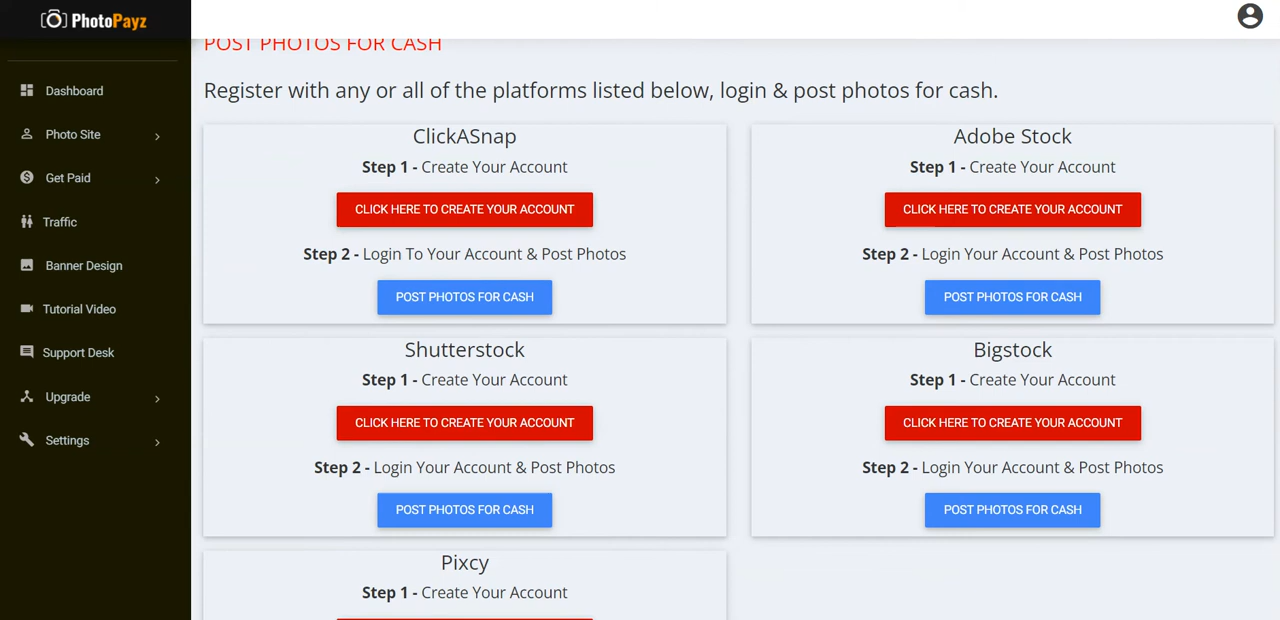 PhotoPayz
Dashboard
Photo Site
Get Paid
Traffic
Banner Design
Tutorial Video
Support Desk
Upgrade
Settings
POST PHOTOS FOR CASH
Register with any or all of the platforms listed below, login & post photos for cash.
ClickASnap
Step 1 - Create Your Account
CLICK HERE TO CREATE YOUR ACCOUNT
Step 2 - Login To Your Account & Post Photos
POST PHOTOS FOR CASH
Adobe Stock
Step 1 - Create Your Account
CLICK HERE TO CREATE YOUR ACCOUNT
Step 2 - Login Your Account & Post Photos
POST PHOTOS FOR CASH
Shutterstock
Step 1 - Create Your Account
CLICK HERE TO CREATE YOUR ACCOUNT
Step 2 - Login Your Account & Post Photos
POST PHOTOS FOR CASH
Bigstock
Step 1 - Create Your Account
CLICK HERE TO CREATE YOUR ACCOUNT
Step 2 - Login Your Account & Post Photos
POST PHOTOS FOR CASH
Pixcy
Step 1 - Create Your Account